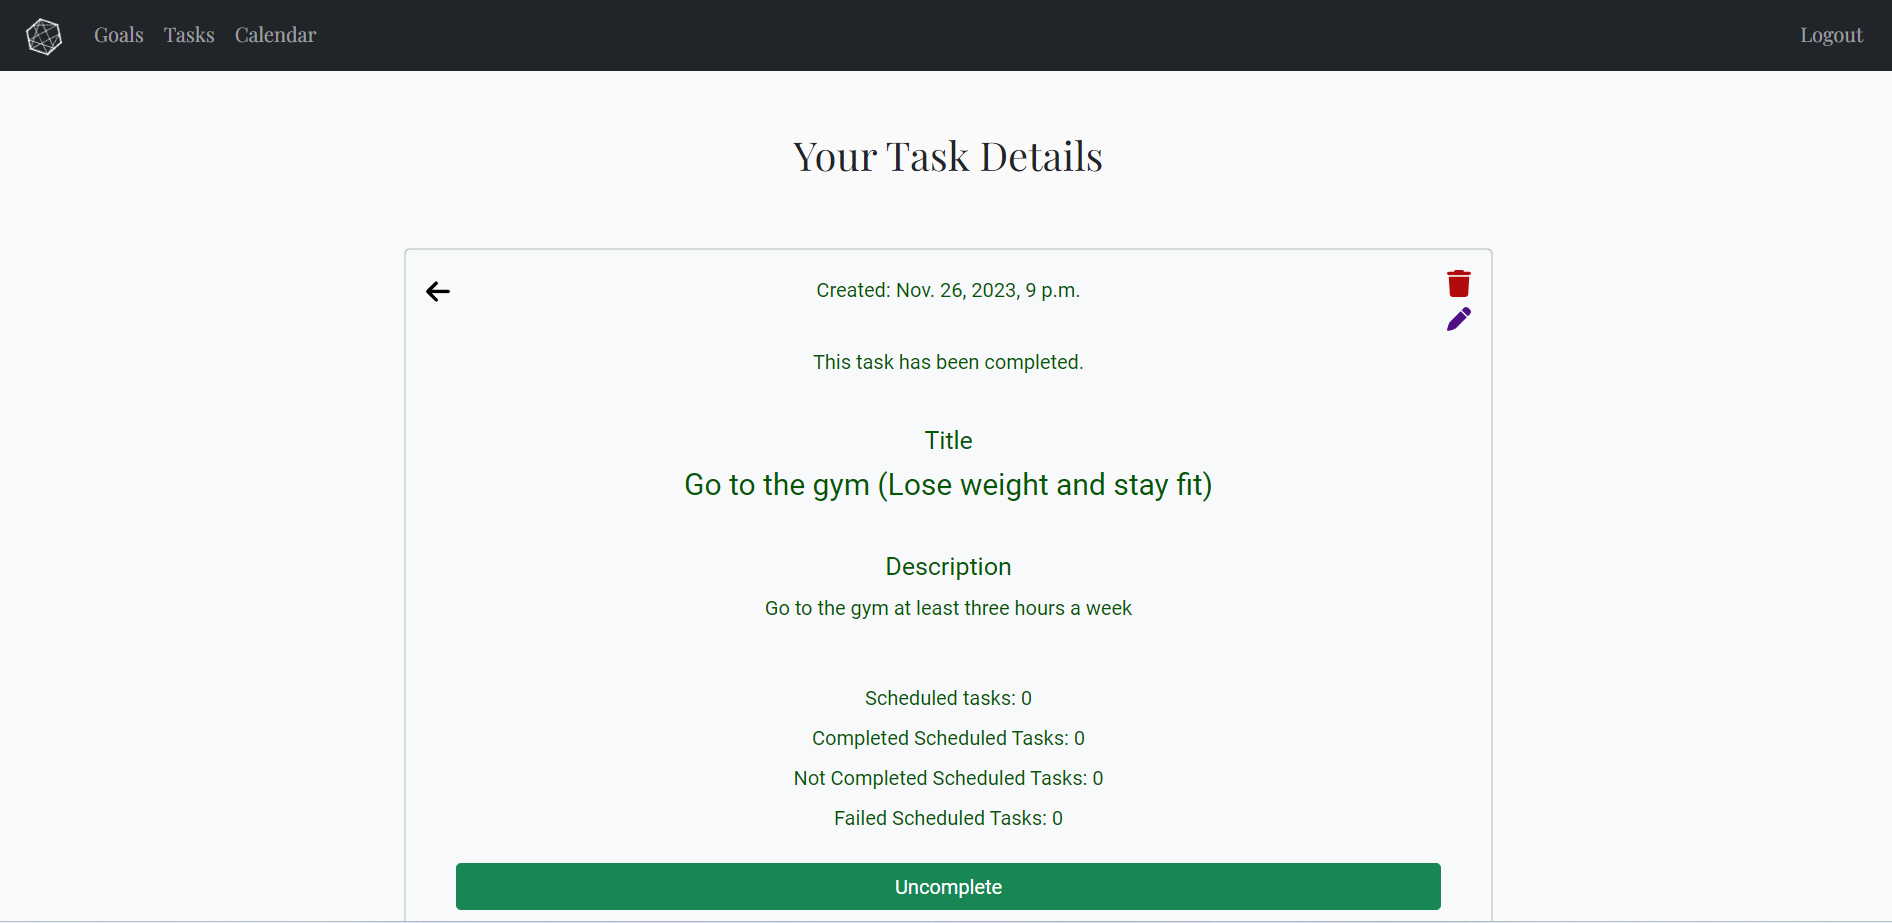 Goals Tasks Calendar Logout
Your Task Details
Created: Nov. 26, 2023, 9 p.m.
This task has been completed.
Title
Go to the gym (Lose weight and stay fit)
Description
Go to the gym at least three hours a week
Scheduled tasks: 0
Completed Scheduled Tasks: 0
Not Completed Scheduled Tasks: 0
Failed Scheduled Tasks: 0
Uncomplete